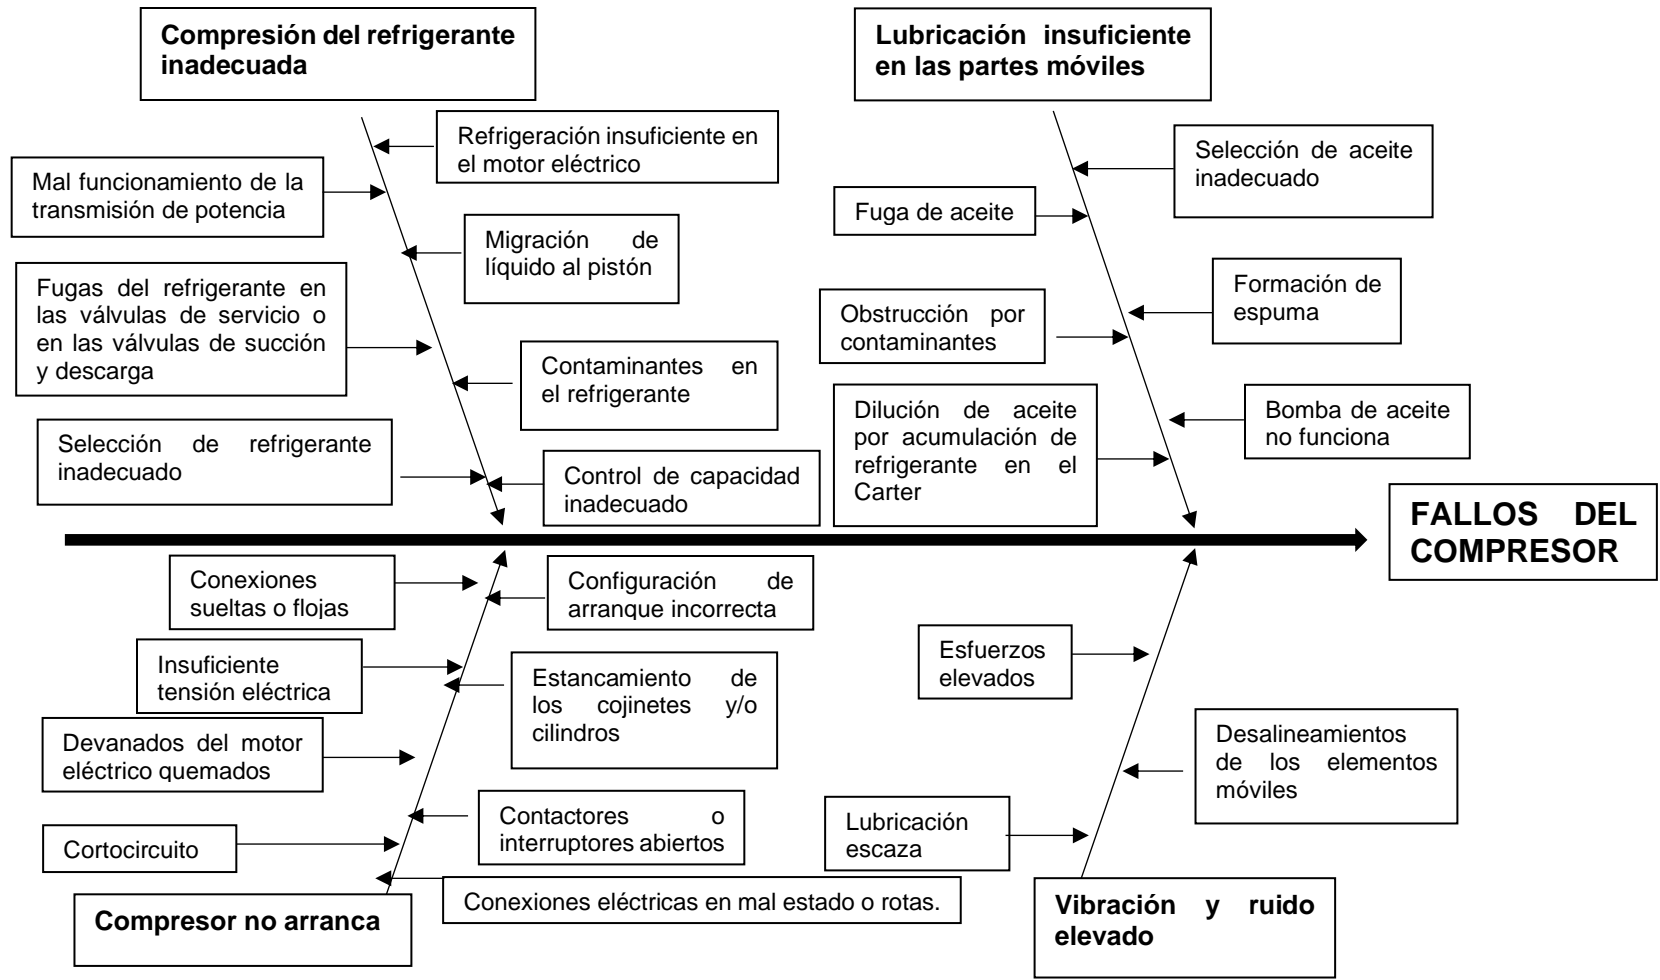 Compresión del refrigerante
inadecuada
Lubricación insuficiente
en las partes móviles
Refrigeración insuficiente en
el motor eléctrico
Mal funcionamiento de la
transmisión de potencia
Migración de
líquido al pistón
Fugas del refrigerante en
las válvulas de servicio o
en las válvulas de succión
y descarga
Contaminantes en
el refrigerante
Selección de refrigerante
inadecuado
Control de capacidad
inadecuado
Selección de aceite
inadecuado
Fuga de aceite
Formación de
espuma
Obstrucción por
contaminantes
Bomba de aceite
no funciona
Dilución de aceite
por acumulación de
refrigerante en el
Carter
FALLOS DEL
COMPRESOR
Conexiones
sueltas o flojas
Configuración de
arranque incorrecta
Insuficiente
tensión eléctrica
Estancamiento de
los cojinetes y/o
cilindros
Devanados del motor
eléctrico quemados
Contactores o
interruptores abiertos
Cortocircuito
Conexiones eléctricas en mal estado o rotas.
Compresor no arranca
Esfuerzos
elevados
Desalineamientos
de los elementos
móviles
Lubricación
escaza
Vibración y ruido
elevado